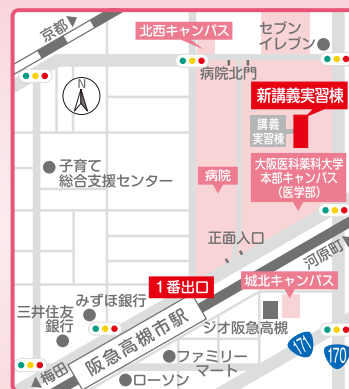 京都▶
北西キャンパス
セブン
イレブン
病院北門
N
新講義実習棟
講義
実習棟
子育て
総合支援センター
病院
大阪医科薬科大学
本部キャンパス
(医学部)
正面入口
河原町▶
1番出口
城北キャンパス
みずほ銀行
三井住友
銀行
阪急高槻市駅
ジオ阪急高槻
171
170
◀梅田
ファミリー
マート
ローソン